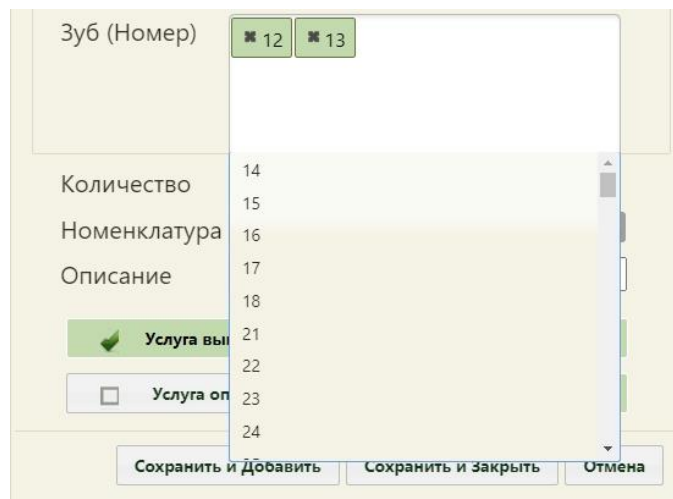 Зуб (Номер) ✖ 12 ✖ 13
14
Количество
15
Номенклатура 16
17
Описание
18
Услуга вы 21
22
Услуга оп 23
24
Сохранить и Добавить Сохранить и Закрыть Отмена